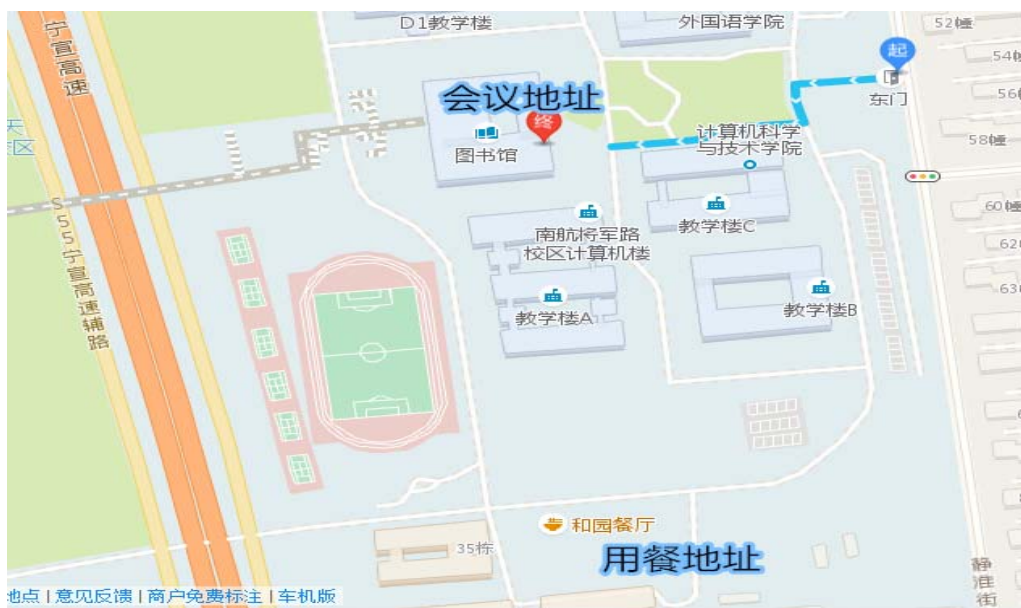 D1教学楼
外国语学院
52幢
宁宣高速
起
54幢
东门
56
会议地址
终
图书馆
计算机科学
与技术学院
58幢
60幢
教学楼C
南航将军路
校区计算机楼
S55宁宣高速辅路
62
63
教学楼A
教学楼B
和园餐厅
35栋
用餐地址
静淮街
地点 | 意见反馈 | 商户免费标注 | 车机版